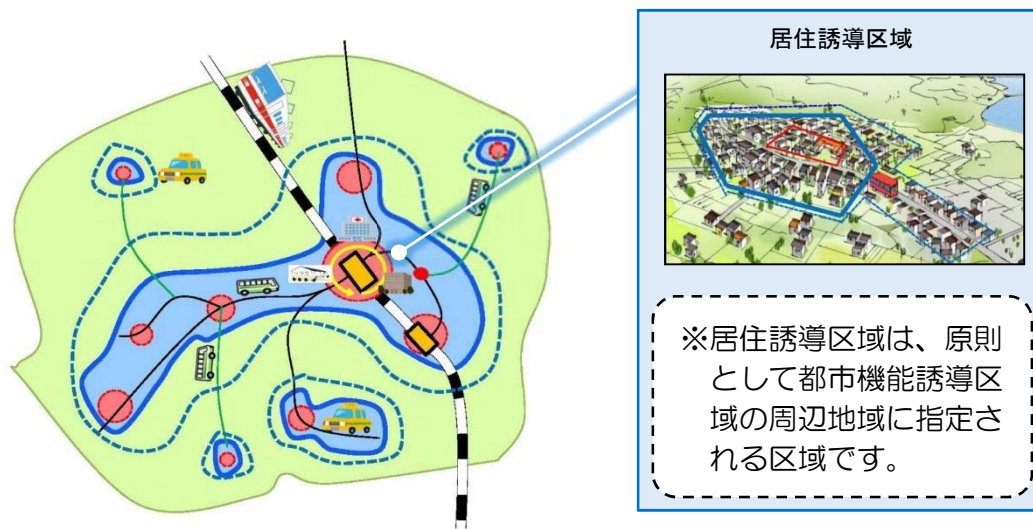 居住誘導区域
※居住誘導区域は、原則
として都市機能誘導区
域の周辺地域に指定さ
れる区域です。